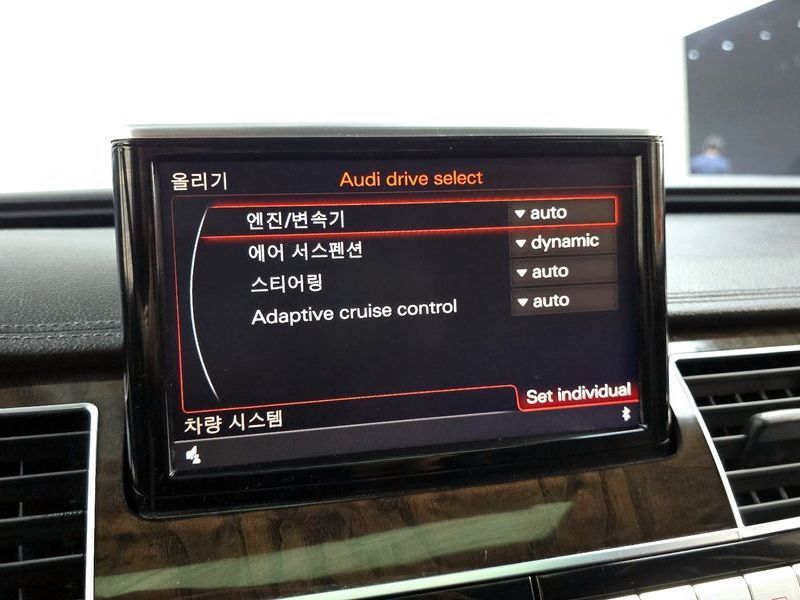 올리기 Audi drive select
엔진/변속기 auto
에어 서스펜션 dynamic
스티어링 auto
Adaptive cruise control auto
Set individual
차량 시스템